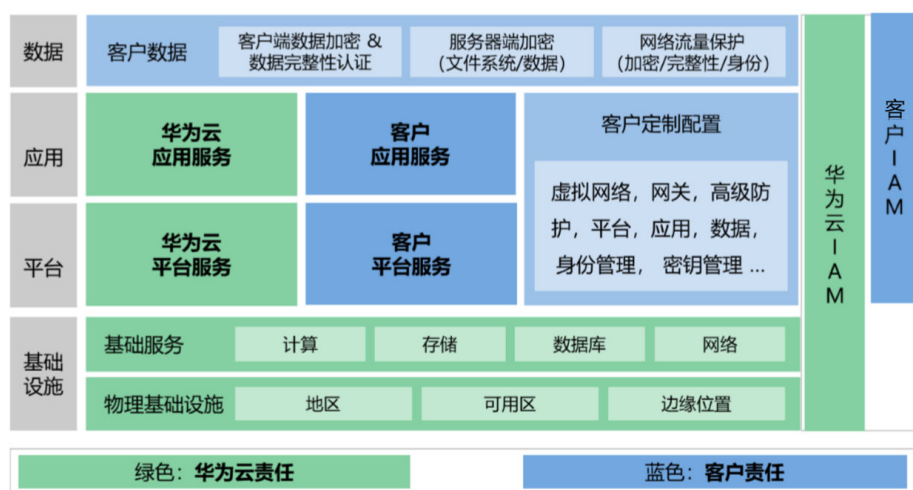 数据
客户数据
客户端数据加密 &
数据完整性认证
服务器端加密
(文件系统/数据)
网络流量保护
(加密/完整性/身份)
应用
华为云
应用服务
客户
应用服务
客户定制配置
虚拟网络，网关，高级防
护，平台，应用，数据，
身份管理， 密钥管理 ...
平台
华为云
平台服务
客户
平台服务
基础
设施
基础服务
计算
存储
数据库
网络
物理基础设施
地区
可用区
边缘位置
华为云IAM
客户IAM
绿色：华为云责任
蓝色：客户责任